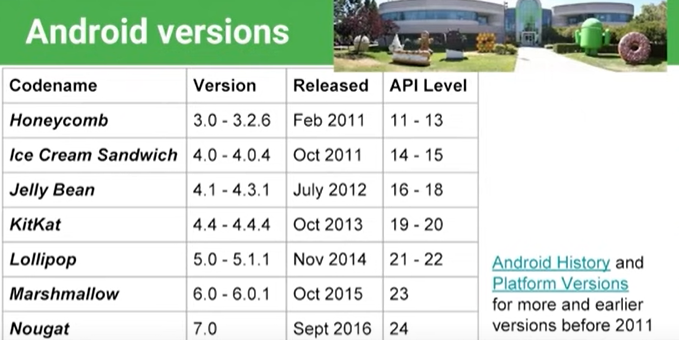 Android versions
Codename Version Released API Level
Honeycomb 3.0 - 3.2.6 Feb 2011 11 - 13
Ice Cream Sandwich 4.0 - 4.0.4 Oct 2011 14 - 15
Jelly Bean 4.1 - 4.3.1 July 2012 16 - 18
KitKat 4.4 - 4.4.4 Oct 2013 19 - 20
Lollipop 5.0 - 5.1.1 Nov 2014 21 - 22
Marshmallow 6.0 - 6.0.1 Oct 2015 23
Nougat 7.0 Sept 2016 24
Android History and
Platform Versions
for more and earlier
versions before 2011